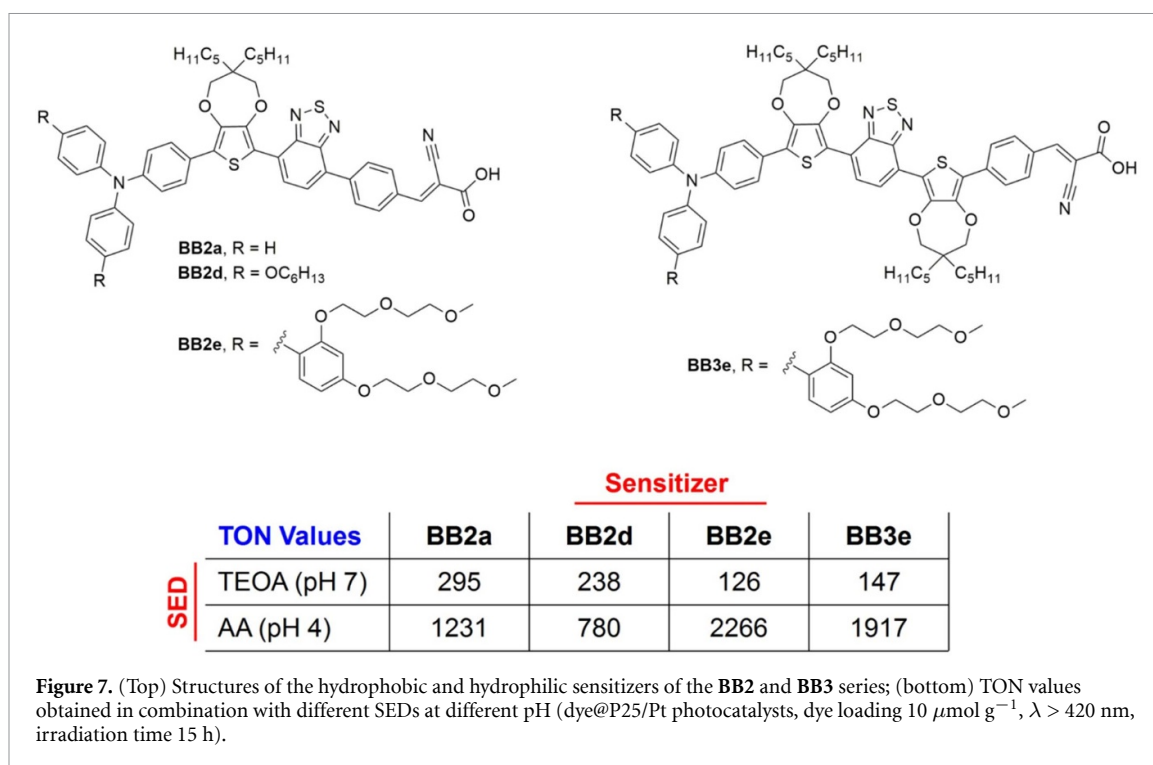 H₁₁C₅ C₅H₁₁ H₁₁C₅ C₅H₁₁
O O N S N O O N S N
R S N OH O R S S O OH
N N O O N
R R H₁₁C₅ C₅H₁₁
BB2a, R = H
BB2d, R = OC₆H₁₃
BB2e, R = O O O O O O
BB3e, R = O O O O O O
Sensitizer
TON Values BB2a BB2d BB2e BB3e
SED
TEOA (pH 7) 295 238 126 147
AA (pH 4) 1231 780 2266 1917
Figure 7. (Top) Structures of the hydrophobic and hydrophilic sensitizers of the BB2 and BB3 series; (bottom) TON values
obtained in combination with different SEDs at different pH (dye@P25/Pt photocatalysts, dye loading 10 μmol g⁻¹, λ > 420 nm,
irradiation time 15 h).